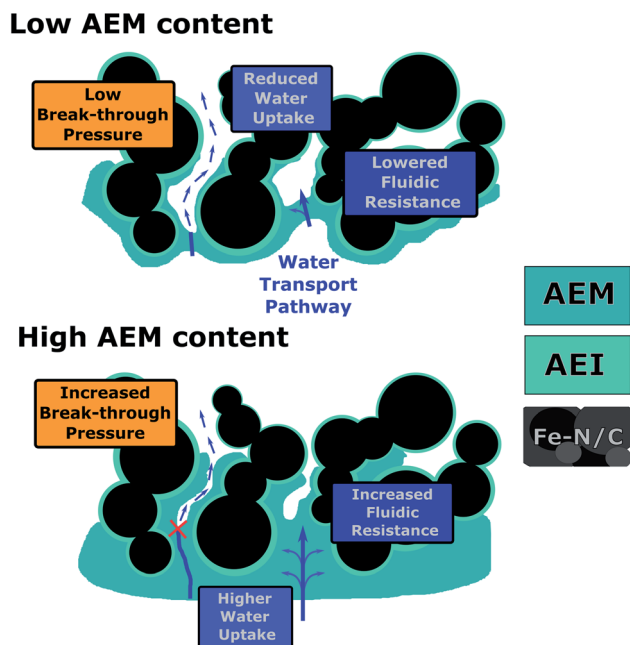 Low AEM content
Low
Break-through
Pressure
Reduced
Water
Uptake
Lowered
Fluidic
Resistance
Water
Transport
Pathway
AEM
High AEM content
AEI
Increased
Break-through
Pressure
Fe-N/C
Increased
Fluidic
Resistance
Higher
Water
Uptake